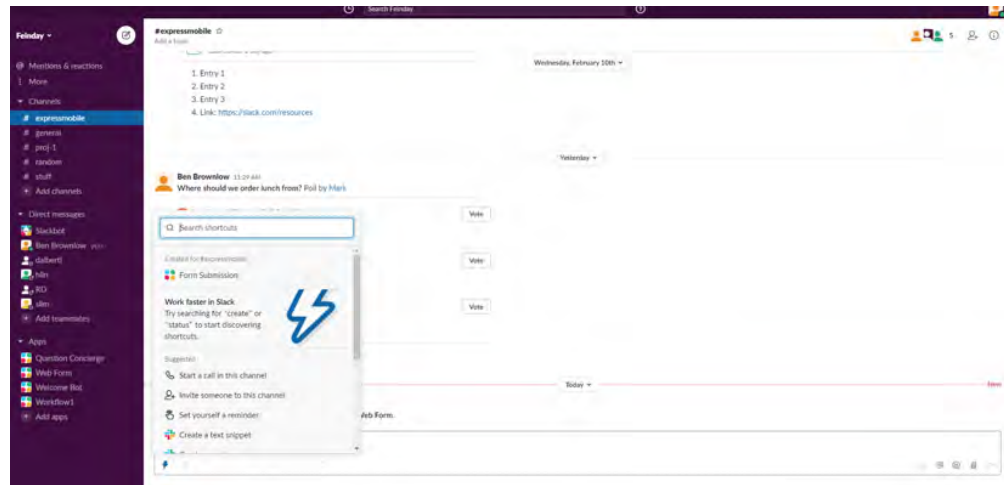 Search Feinday
Feinday
#expressmobile
Add a topic
5
Mentions & reactions
More
Channels
# expressmobile
# general
# proj-1
# random
# stuff
+ Add channels
Direct messages
Slackbot
Ben Brownlow you
dalberti
hlin
RO
slim
+ Add teammates
Apps
Question Concierge
Web Form
Welcome Bot
Workflow1
+ Add apps
Wednesday, February 10th
1. Entry 1
2. Entry 2
3. Entry 3
4. Link: https://slack.com/resources
Yesterday
Ben Brownlow 11:29 AM
Where should we order lunch from? Poll by Mark
Vote
Vote
Vote
Search shortcuts
Created for #expressmobile
Form Submission
Work faster in Slack
Try searching for "create" or
"status" to start discovering
shortcuts.
Suggested
Start a call in this channel
Invite someone to this channel
Set yourself a reminder
Create a text snippet
Today
New
Web Form.